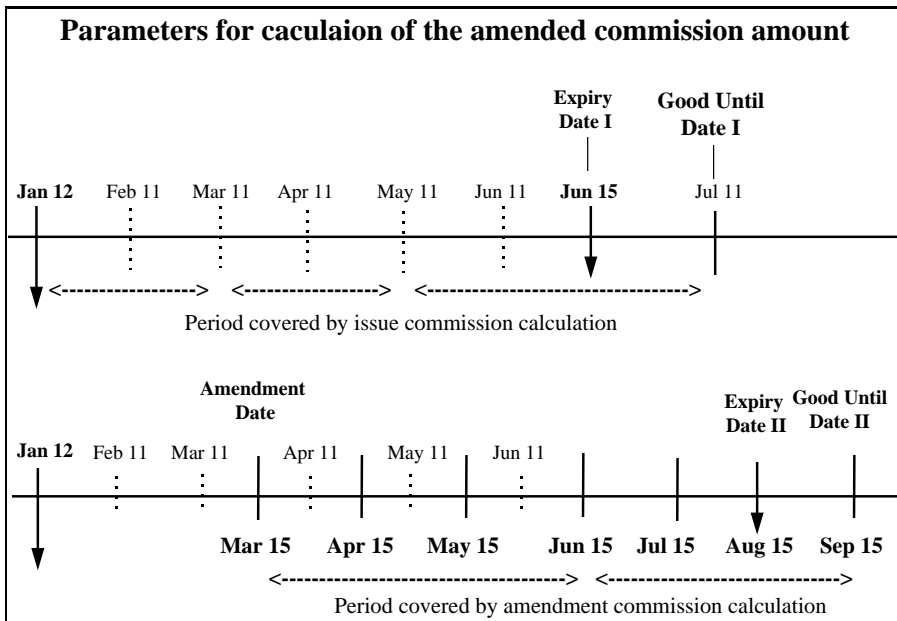 Parameters for caculaion of the amended commission amount
Expiry
Date I
Good Until
Date I
Jan 12 Feb 11 Mar 11 Apr 11 May 11 Jun 11 Jun 15 Jul 11
Period covered by issue commission calculation
Amendment
Date
Expiry
Date II
Good Until
Date II
Jan 12 Feb 11 Mar 11 Apr 11 May 11 Jun 11
Mar 15 Apr 15 May 15 Jun 15 Jul 15 Aug 15 Sep 15
Period covered by amendment commission calculation